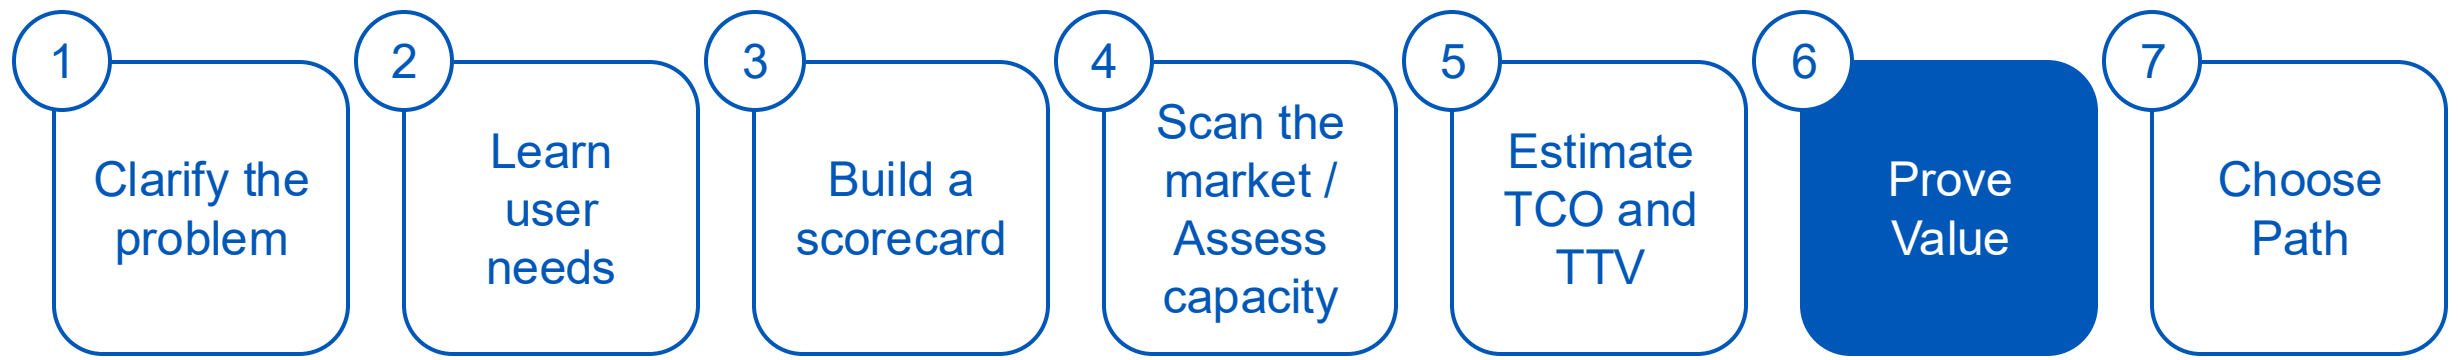 1
Clarify the
problem
2
Learn
user
needs
3
Build a
scorecard
4
Scan the
market /
Assess
capacity
5
Estimate
TCO and
TTV
6
Prove
Value
7
Choose
Path